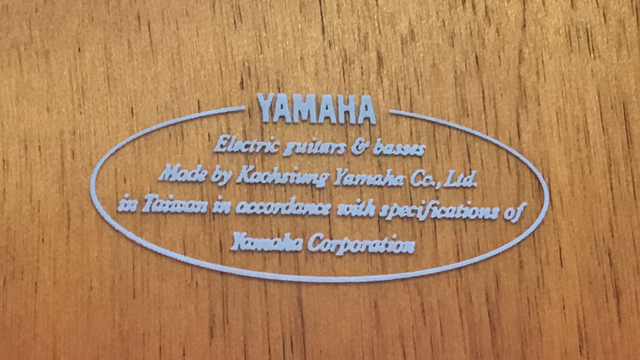 YAMAHA
Electric guitars & basses
Made by Kaohsiung Yamaha Co., Ltd.
in Taiwan in accordance with specifications of
Yamaha Corporation